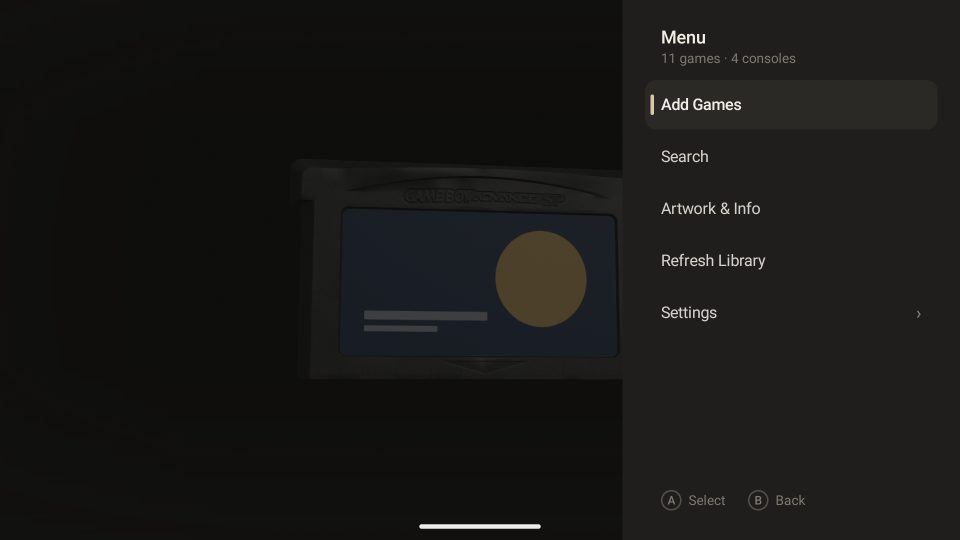 GAME BOY ADVANCE SP
Menu
11 games · 4 consoles
Add Games
Search
Artwork & Info
Refresh Library
Settings
A Select B Back